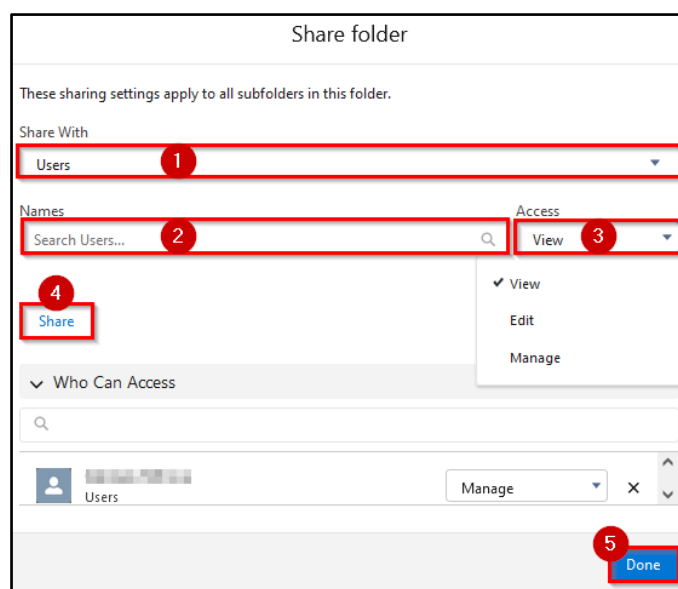 Share folder
These sharing settings apply to all subfolders in this folder.
Share With
Users 1
Names Access
Search Users... 2 View 3
4 View
Share Edit
Manage
Who Can Access
Users Manage
5
Done